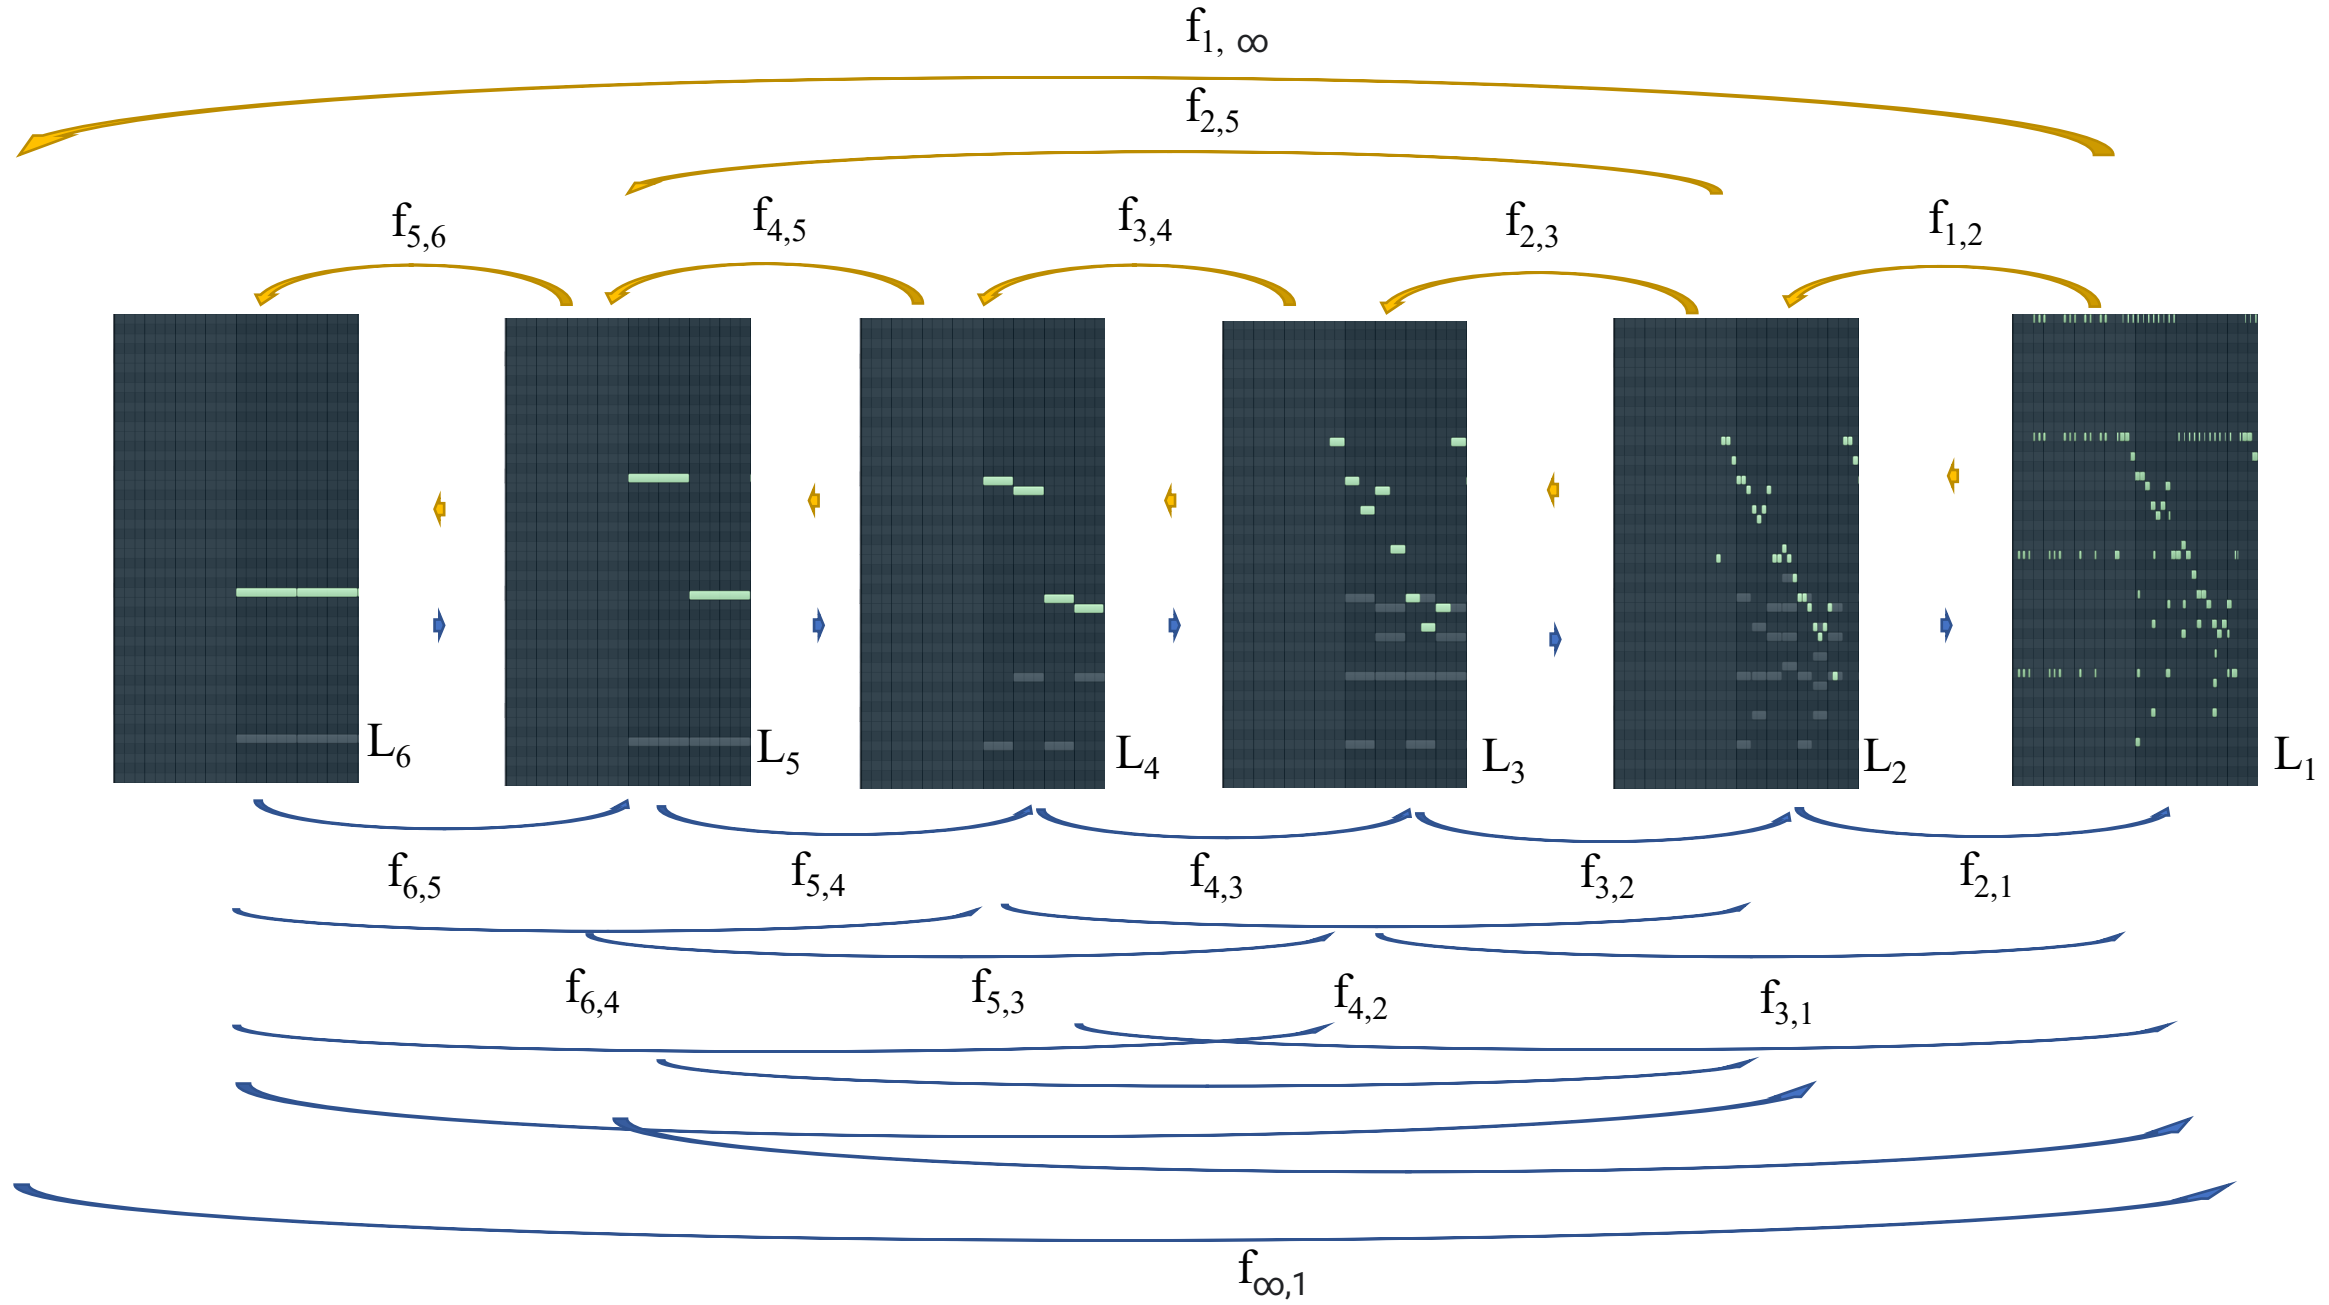 f1, ∞
f2,5
f5,6 f4,5 f3,4 f2,3 f1,2
L6 L5 L4 L3 L2 L1
f6,5 f5,4 f4,3 f3,2 f2,1
f6,4 f5,3 f4,2 f3,1
f∞,1